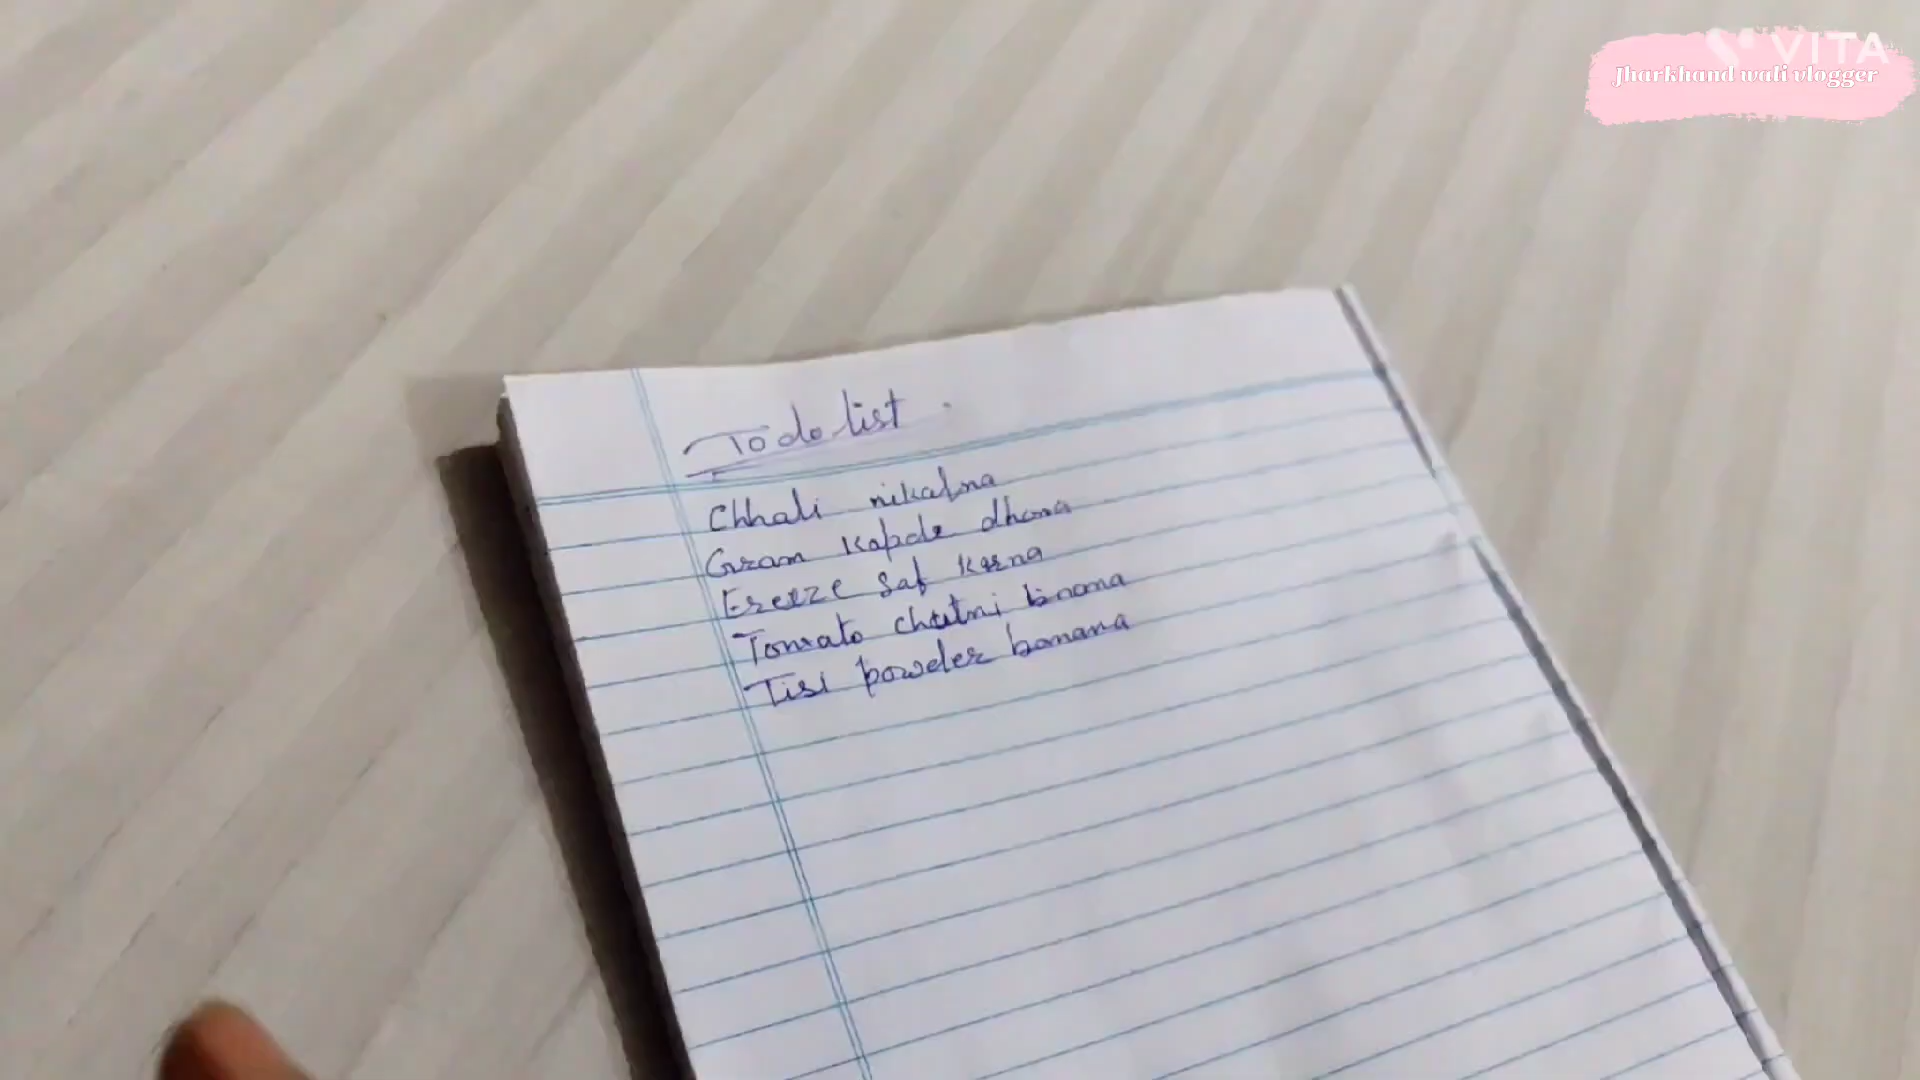 VITA
Jharkhand wali vlogger
To do list
Chhali nikalna
Gram kapde dhona
Freeze saf karna
Tomato chutni banana
Tisi powder banana